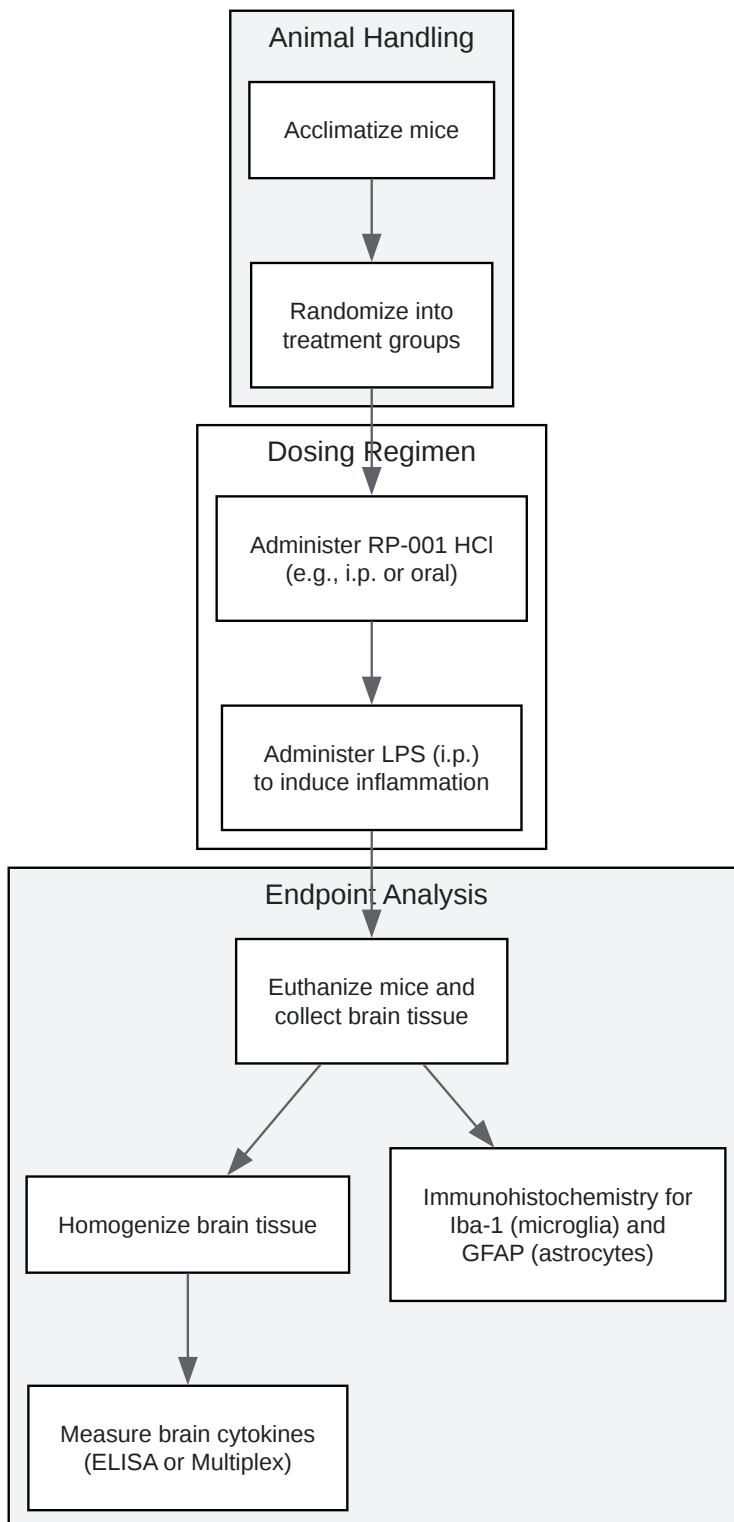 Animal Handling
Acclimatize mice
Randomize into
treatment groups
Dosing Regimen
Administer RP-001 HCl
(e.g., i.p. or oral)
Administer LPS (i.p.)
to induce inflammation
Endpoint Analysis
Euthanize mice and
collect brain tissue
Homogenize brain tissue
Immunohistochemistry for
Iba-1 (microglia) and
GFAP (astrocytes)
Measure brain cytokines
(ELISA or Multiplex)